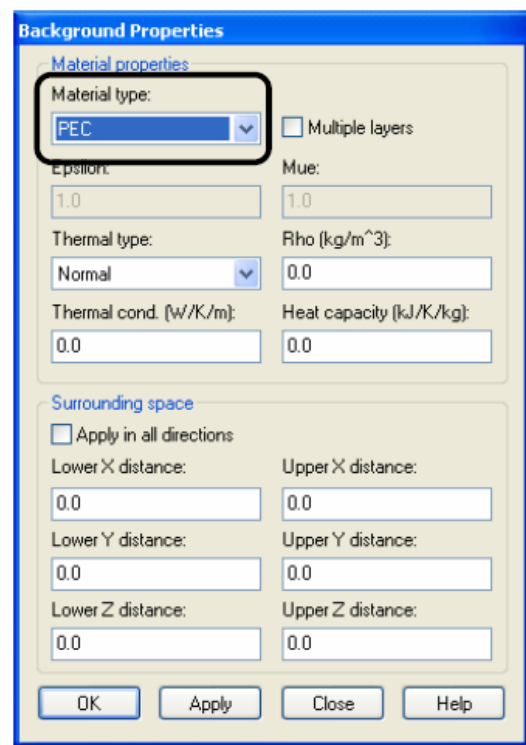 Background Properties
Material properties
Material type:
PEC
Multiple layers
Epsilon: Mue:
1.0 1.0
Thermal type: Rho (kg/m^3):
Normal 0.0
Thermal cond. (W/K/m): Heat capacity (kJ/K/kg):
0.0 0.0
Surrounding space
Apply in all directions
Lower X distance: Upper X distance:
0.0 0.0
Lower Y distance: Upper Y distance:
0.0 0.0
Lower Z distance: Upper Z distance:
0.0 0.0
OK Apply Close Help